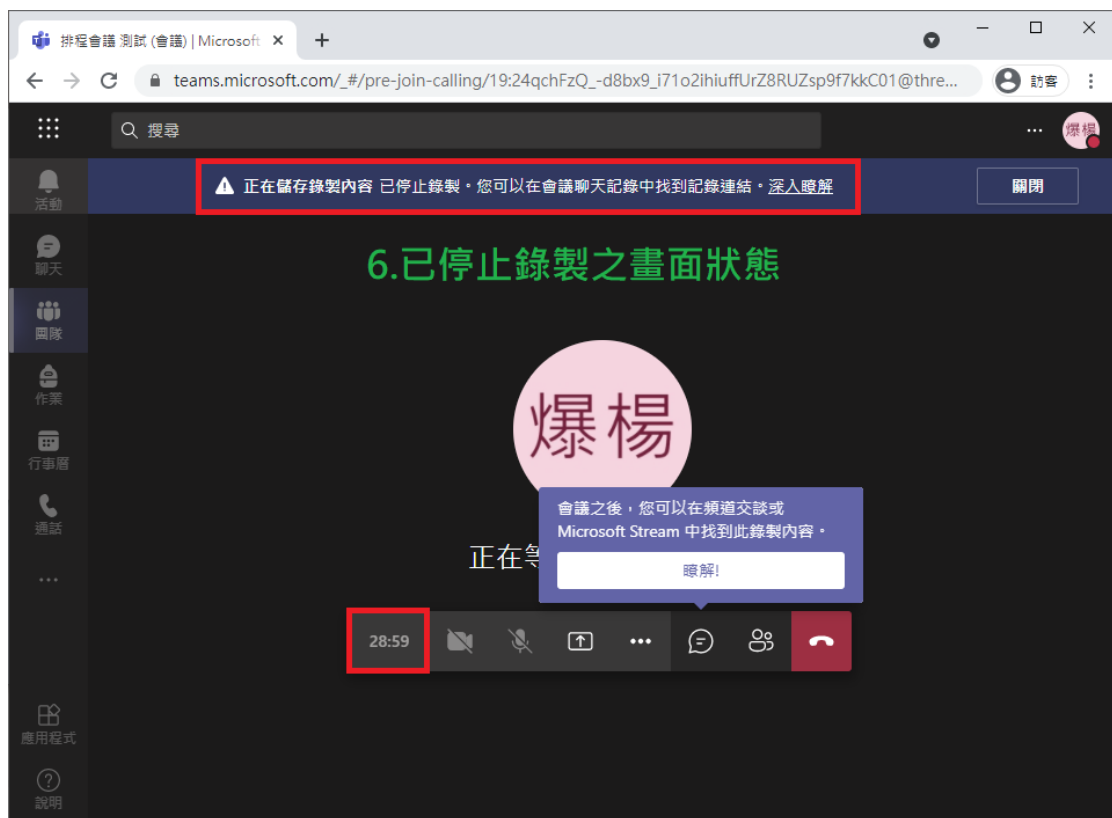 排程會議 測試 (會議) | Microsoft
teams.microsoft.com/_#/pre-join-calling/19:24qchFzQ_-d8bx9_i71o2ihiuffUrZ8RUZsp9f7kkC01@thre...
訪客
搜尋
爆楊
正在儲存錄製內容 已停止錄製。您可以在會議聊天記錄中找到記錄連結。深入瞭解
關閉
活動
聊天
團隊
作業
行事曆
通話
6.已停止錄製之畫面狀態
爆楊
會議之後，您可以在頻道交談或
Microsoft Stream 中找到此錄製內容。
瞭解!
正在等
28:59
應用程式
說明